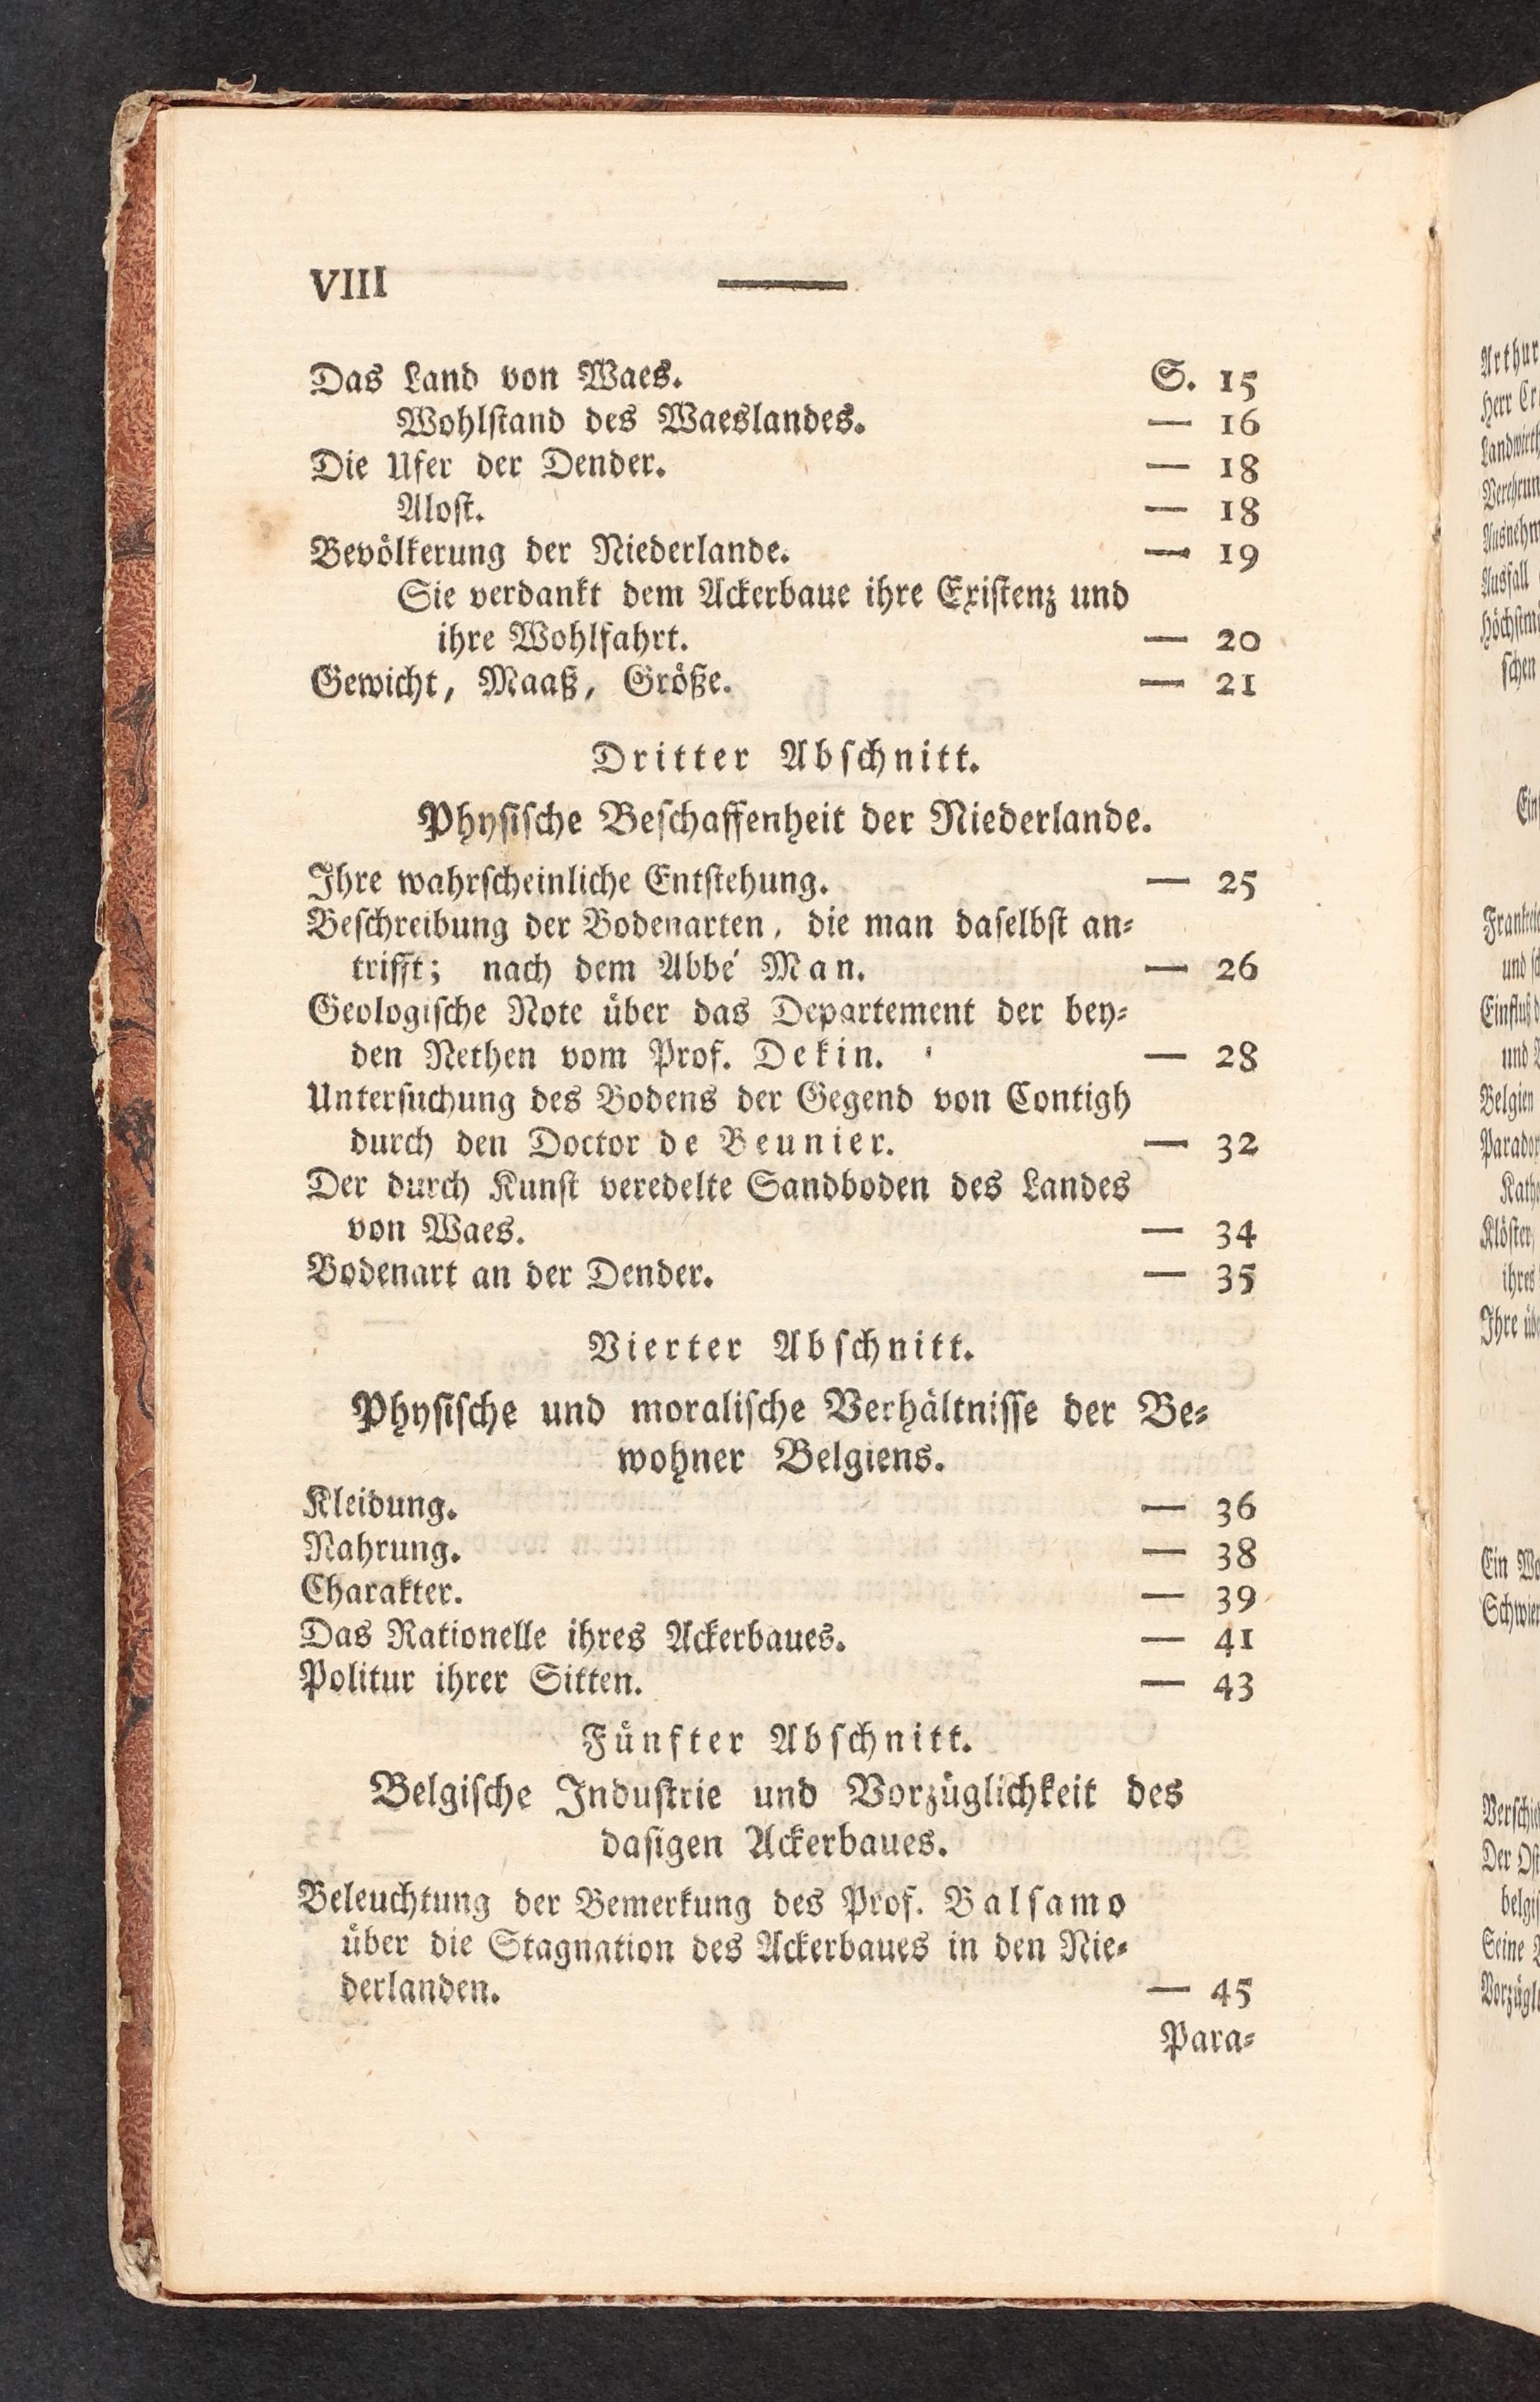 VIII
Das Land von Waes. S. 15
Wohlſtand des Waeslandes. — 16
Die Ufer der Dender. — 18
Aloſt. — 18
Bevölkerung der Niederlande. — 19
Sie verdankt dem Ackerbaue ihre Exiſtenz und
ihre Wohlfahrt. — 20
Gewicht, Maaß, Größe. — 21
Dritter Abſchnitt.
Phyſiſche Beſchaffenheit der Niederlande.
Ihre wahrſcheinliche Entſtehung. — 25
Beſchreibung der Bodenarten, die man daſelbſt an-
trifft; nach dem Abbé Man. — 26
Geologiſche Note über das Departement der bey-
den Nethen vom Prof. Dekin. — 28
Unterſuchung des Bodens der Gegend von Contigh
durch den Doctor de Beunier. — 32
Der durch Kunſt veredelte Sandboden des Landes
von Waes. — 34
Bodenart an der Dender. — 35
Vierter Abſchnitt.
Phyſiſche und moraliſche Verhältniſſe der Be-
wohner Belgiens.
Kleidung. — 36
Nahrung. — 38
Charakter. — 39
Das Rationelle ihres Ackerbaues. — 41
Politur ihrer Sitten. — 43
Fünfter Abſchnitt.
Belgiſche Induſtrie und Vorzüglichkeit des
daſigen Ackerbaues.
Beleuchtung der Bemerkung des Prof. Balſamo
über die Stagnation des Ackerbaues in den Nie-
derlanden. — 45
Para-